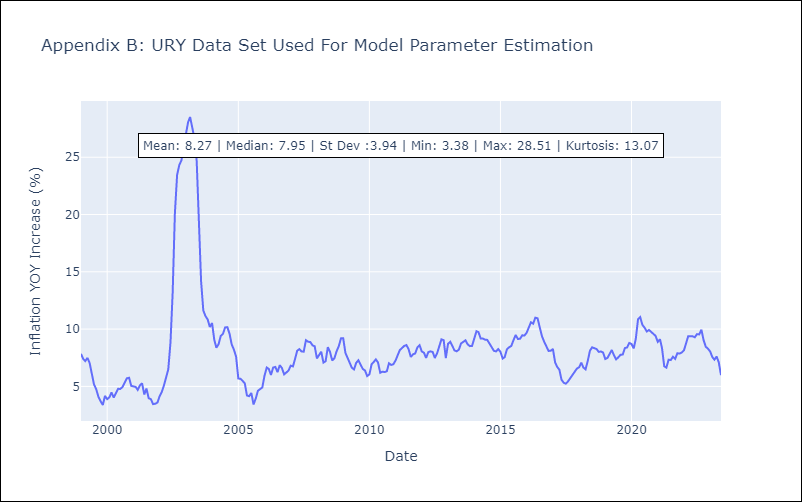 Appendix B: URY Data Set Used For Model Parameter Estimation
Mean: 8.27 | Median: 7.95 | St Dev :3.94 | Min: 3.38 | Max: 28.51 | Kurtosis: 13.07
Inflation YOY Increase (%)
25
20
15
10
5
2000
2005
2010
2015
2020
Date